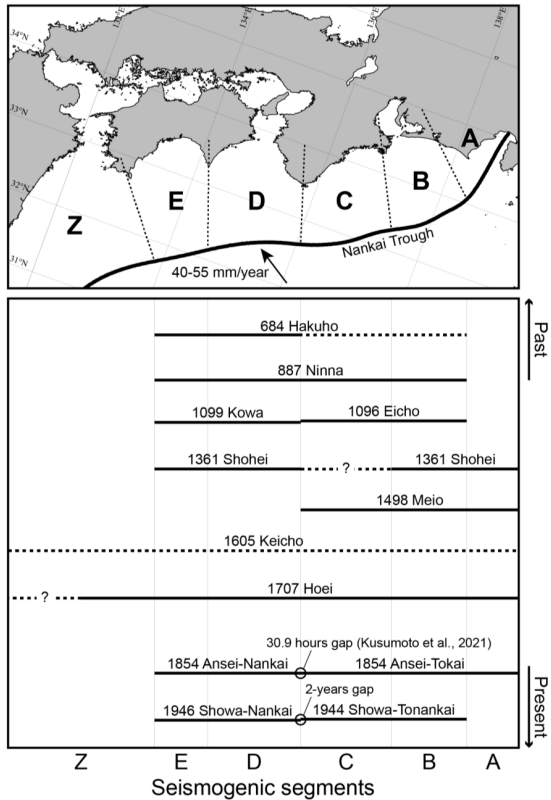 34°N
33°N
32°N
31°N
132°E
134°E
136°E
138°E
A
B
C
D
E
Z
Nankai Trough
40-55 mm/year
684 Hakuho
Past
887 Ninna
1099 Kowa
1096 Eicho
1361 Shohei
?
1361 Shohei
1498 Meio
1605 Keicho
?
1707 Hoei
30.9 hours gap (Kusumoto et al., 2021)
1854 Ansei-Nankai
1854 Ansei-Tokai
2-years gap
1946 Showa-Nankai
1944 Showa-Tonankai
Present
Z E D C B A
Seismogenic segments